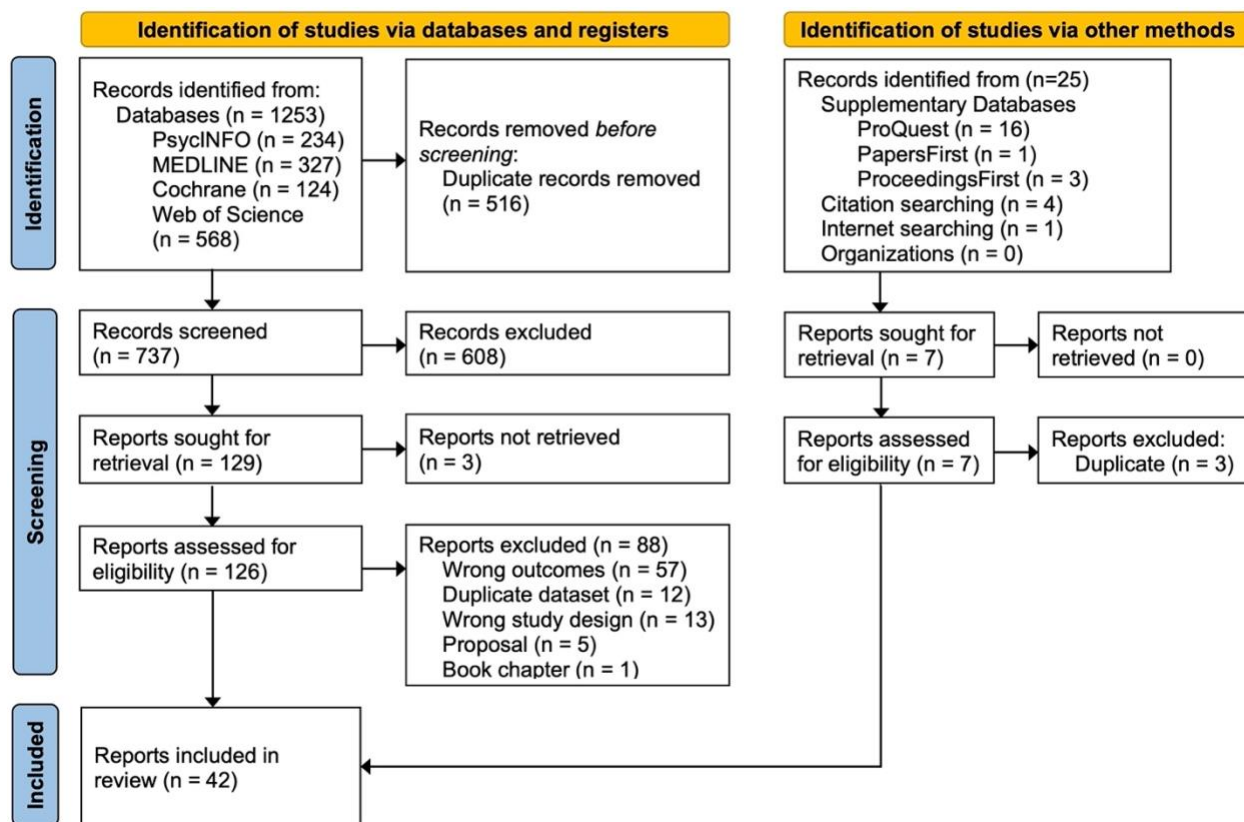 Identification of studies via databases and registers
Identification of studies via other methods
Identification
Records identified from:
Databases (n = 1253)
PsycINFO (n = 234)
MEDLINE (n = 327)
Cochrane (n = 124)
Web of Science
(n = 568)
Records removed before
screening:
Duplicate records removed
(n = 516)
Records identified from (n=25)
Supplementary Databases
ProQuest (n = 16)
PapersFirst (n = 1)
ProceedingsFirst (n = 3)
Citation searching (n = 4)
Internet searching (n = 1)
Organizations (n = 0)
Screening
Records screened
(n = 737)
Records excluded
(n = 608)
Reports sought for
retrieval (n = 7)
Reports not
retrieved (n = 0)
Reports sought for
retrieval (n = 129)
Reports not retrieved
(n = 3)
Reports assessed
for eligibility (n = 7)
Reports excluded:
Duplicate (n = 3)
Reports assessed for
eligibility (n = 126)
Reports excluded (n = 88)
Wrong outcomes (n = 57)
Duplicate dataset (n = 12)
Wrong study design (n = 13)
Proposal (n = 5)
Book chapter (n = 1)
Included
Reports included in
review (n = 42)